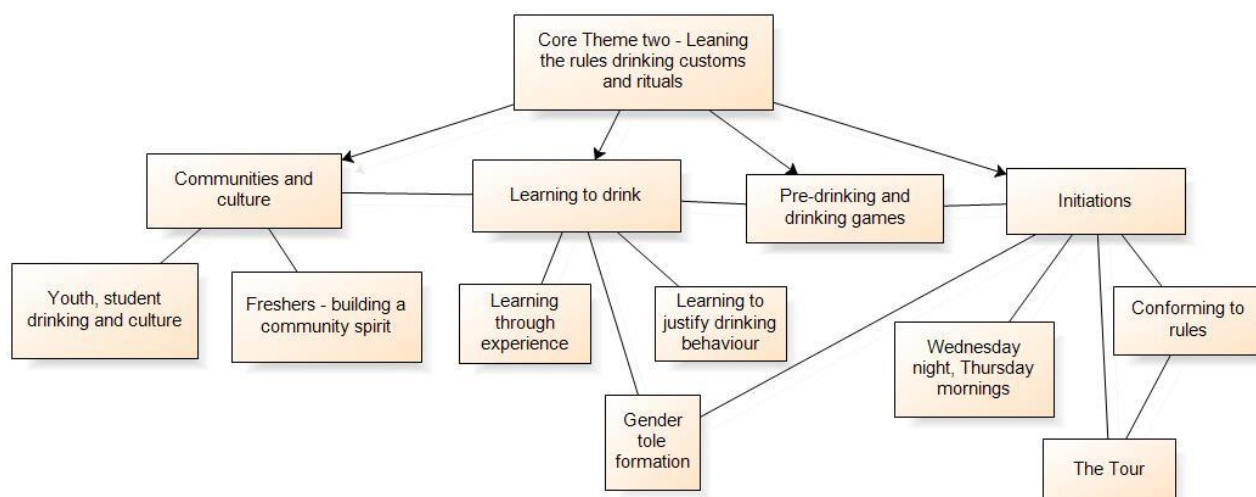 Core Theme two - Leaning
the rules drinking customs
and rituals
Communities and
culture
Learning to drink
Pre-drinking and
drinking games
Initiations
Youth, student
drinking and culture
Freshers - building a
community spirit
Learning
through
experience
Learning to
justify drinking
behaviour
Gender
tole
formation
Wednesday
night, Thursday
mornings
Conforming to
rules
The Tour